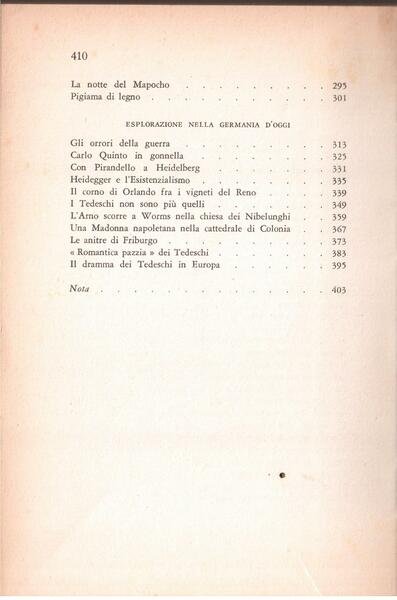 410
La notte del Mapocho . . . . . . . . . 295
Pigiama di legno . . . . . . . . . . 301
ESPLORAZIONE NELLA GERMANIA D'OGGI
Gli orrori della guerra . . . . . . . . . 313
Carlo Quinto in gonnella . . . . . . . . 325
Con Pirandello a Heidelberg . . . . . . . 331
Heidegger e l'Esistenzialismo . . . . . . . 335
Il corno di Orlando fra i vigneti del Reno . . . . 339
I Tedeschi non sono più quelli . . . . . . 349
L'Arno scorre a Worms nella chiesa dei Nibelunghi . . 359
Una Madonna napoletana nella cattedrale di Colonia . . 367
Le anitre di Friburgo . . . . . . . . . 373
« Romantica pazzia » dei Tedeschi . . . . . . 383
Il dramma dei Tedeschi in Europa . . . . . . 395
Nota . . . . . . . . . . . . 403